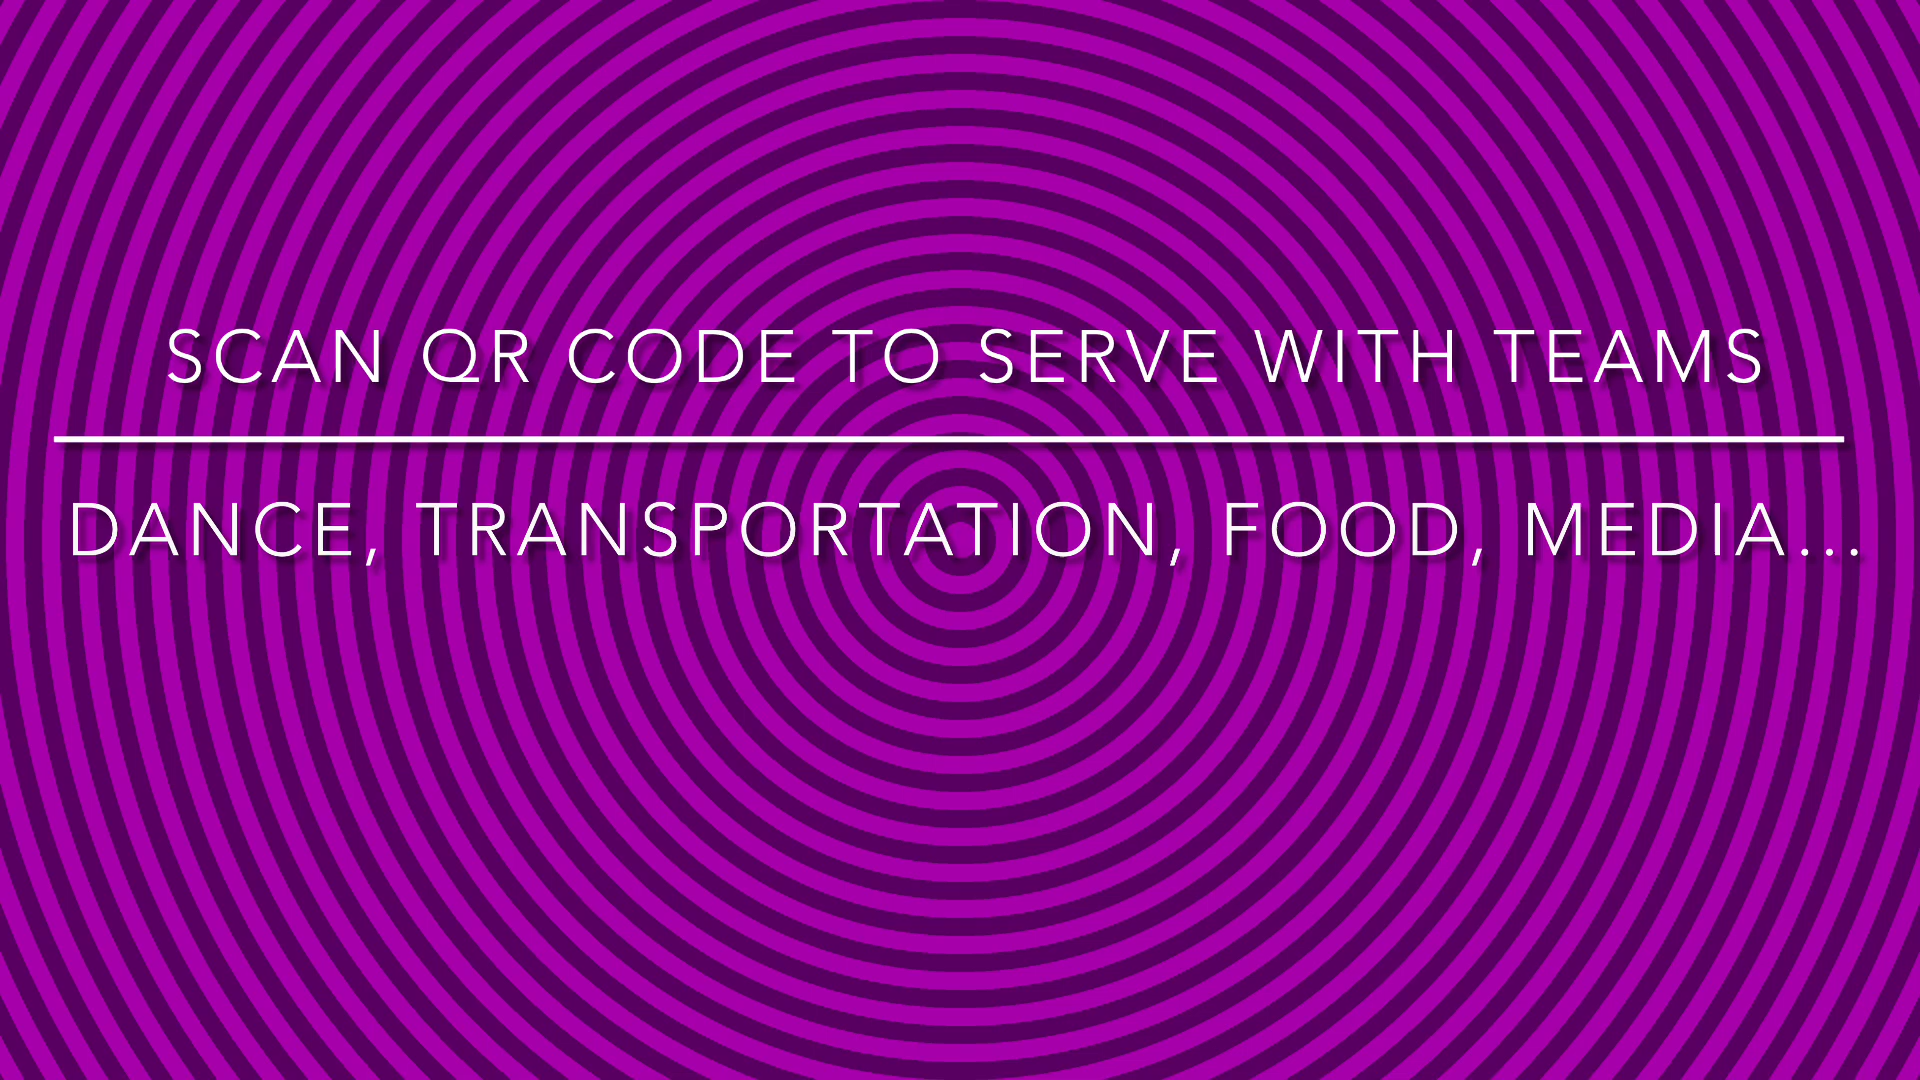 SCAN QR CODE TO SERVE WITH TEAMS
DANCE, TRANSPORTATION, FOOD, MEDIA...